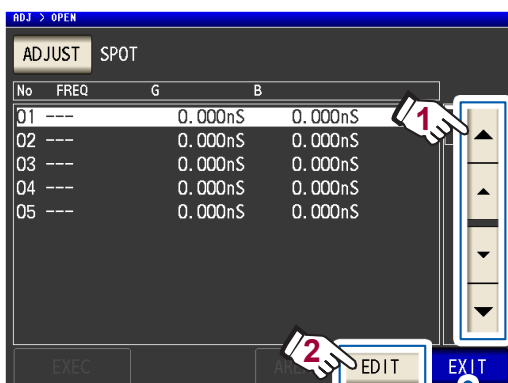 ADJ > OPEN
ADJUST SPOT
No FREQ G B
01 --- 0.000nS 0.000nS
02 --- 0.000nS 0.000nS
03 --- 0.000nS 0.000nS
04 --- 0.000nS 0.000nS
05 --- 0.000nS 0.000nS
1
2
EXEC EDIT EXIT